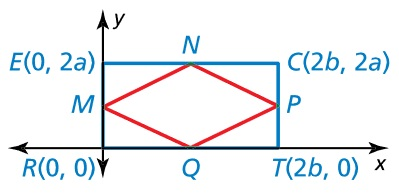 y
E(0, 2a) N C(2b, 2a)
M P
R(0, 0) Q T(2b, 0) x